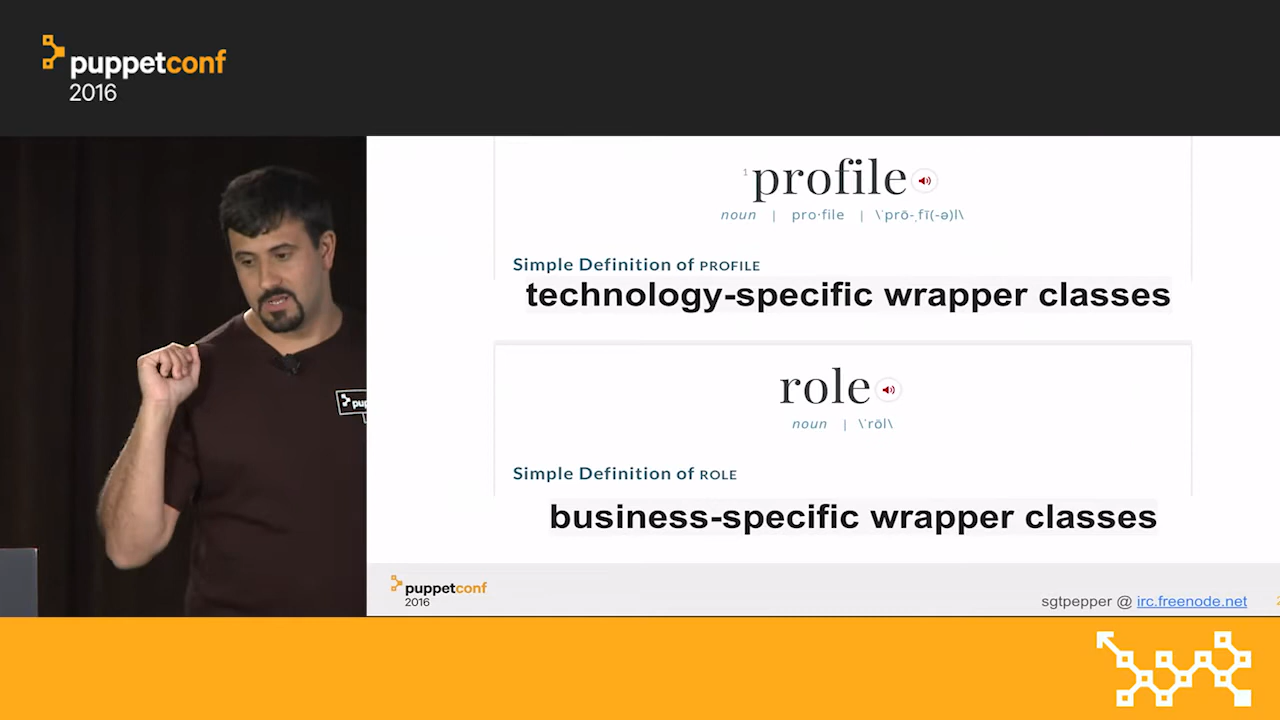 puppetconf
2016
1 profile
noun | pro·file | \ˈprō-ˌfī(-ə)l\
Simple Definition of PROFILE
technology-specific wrapper classes
role
noun | \ˈrōl\
Simple Definition of ROLE
business-specific wrapper classes
pup
puppetconf
2016
sgtpepper @ irc.freenode.net